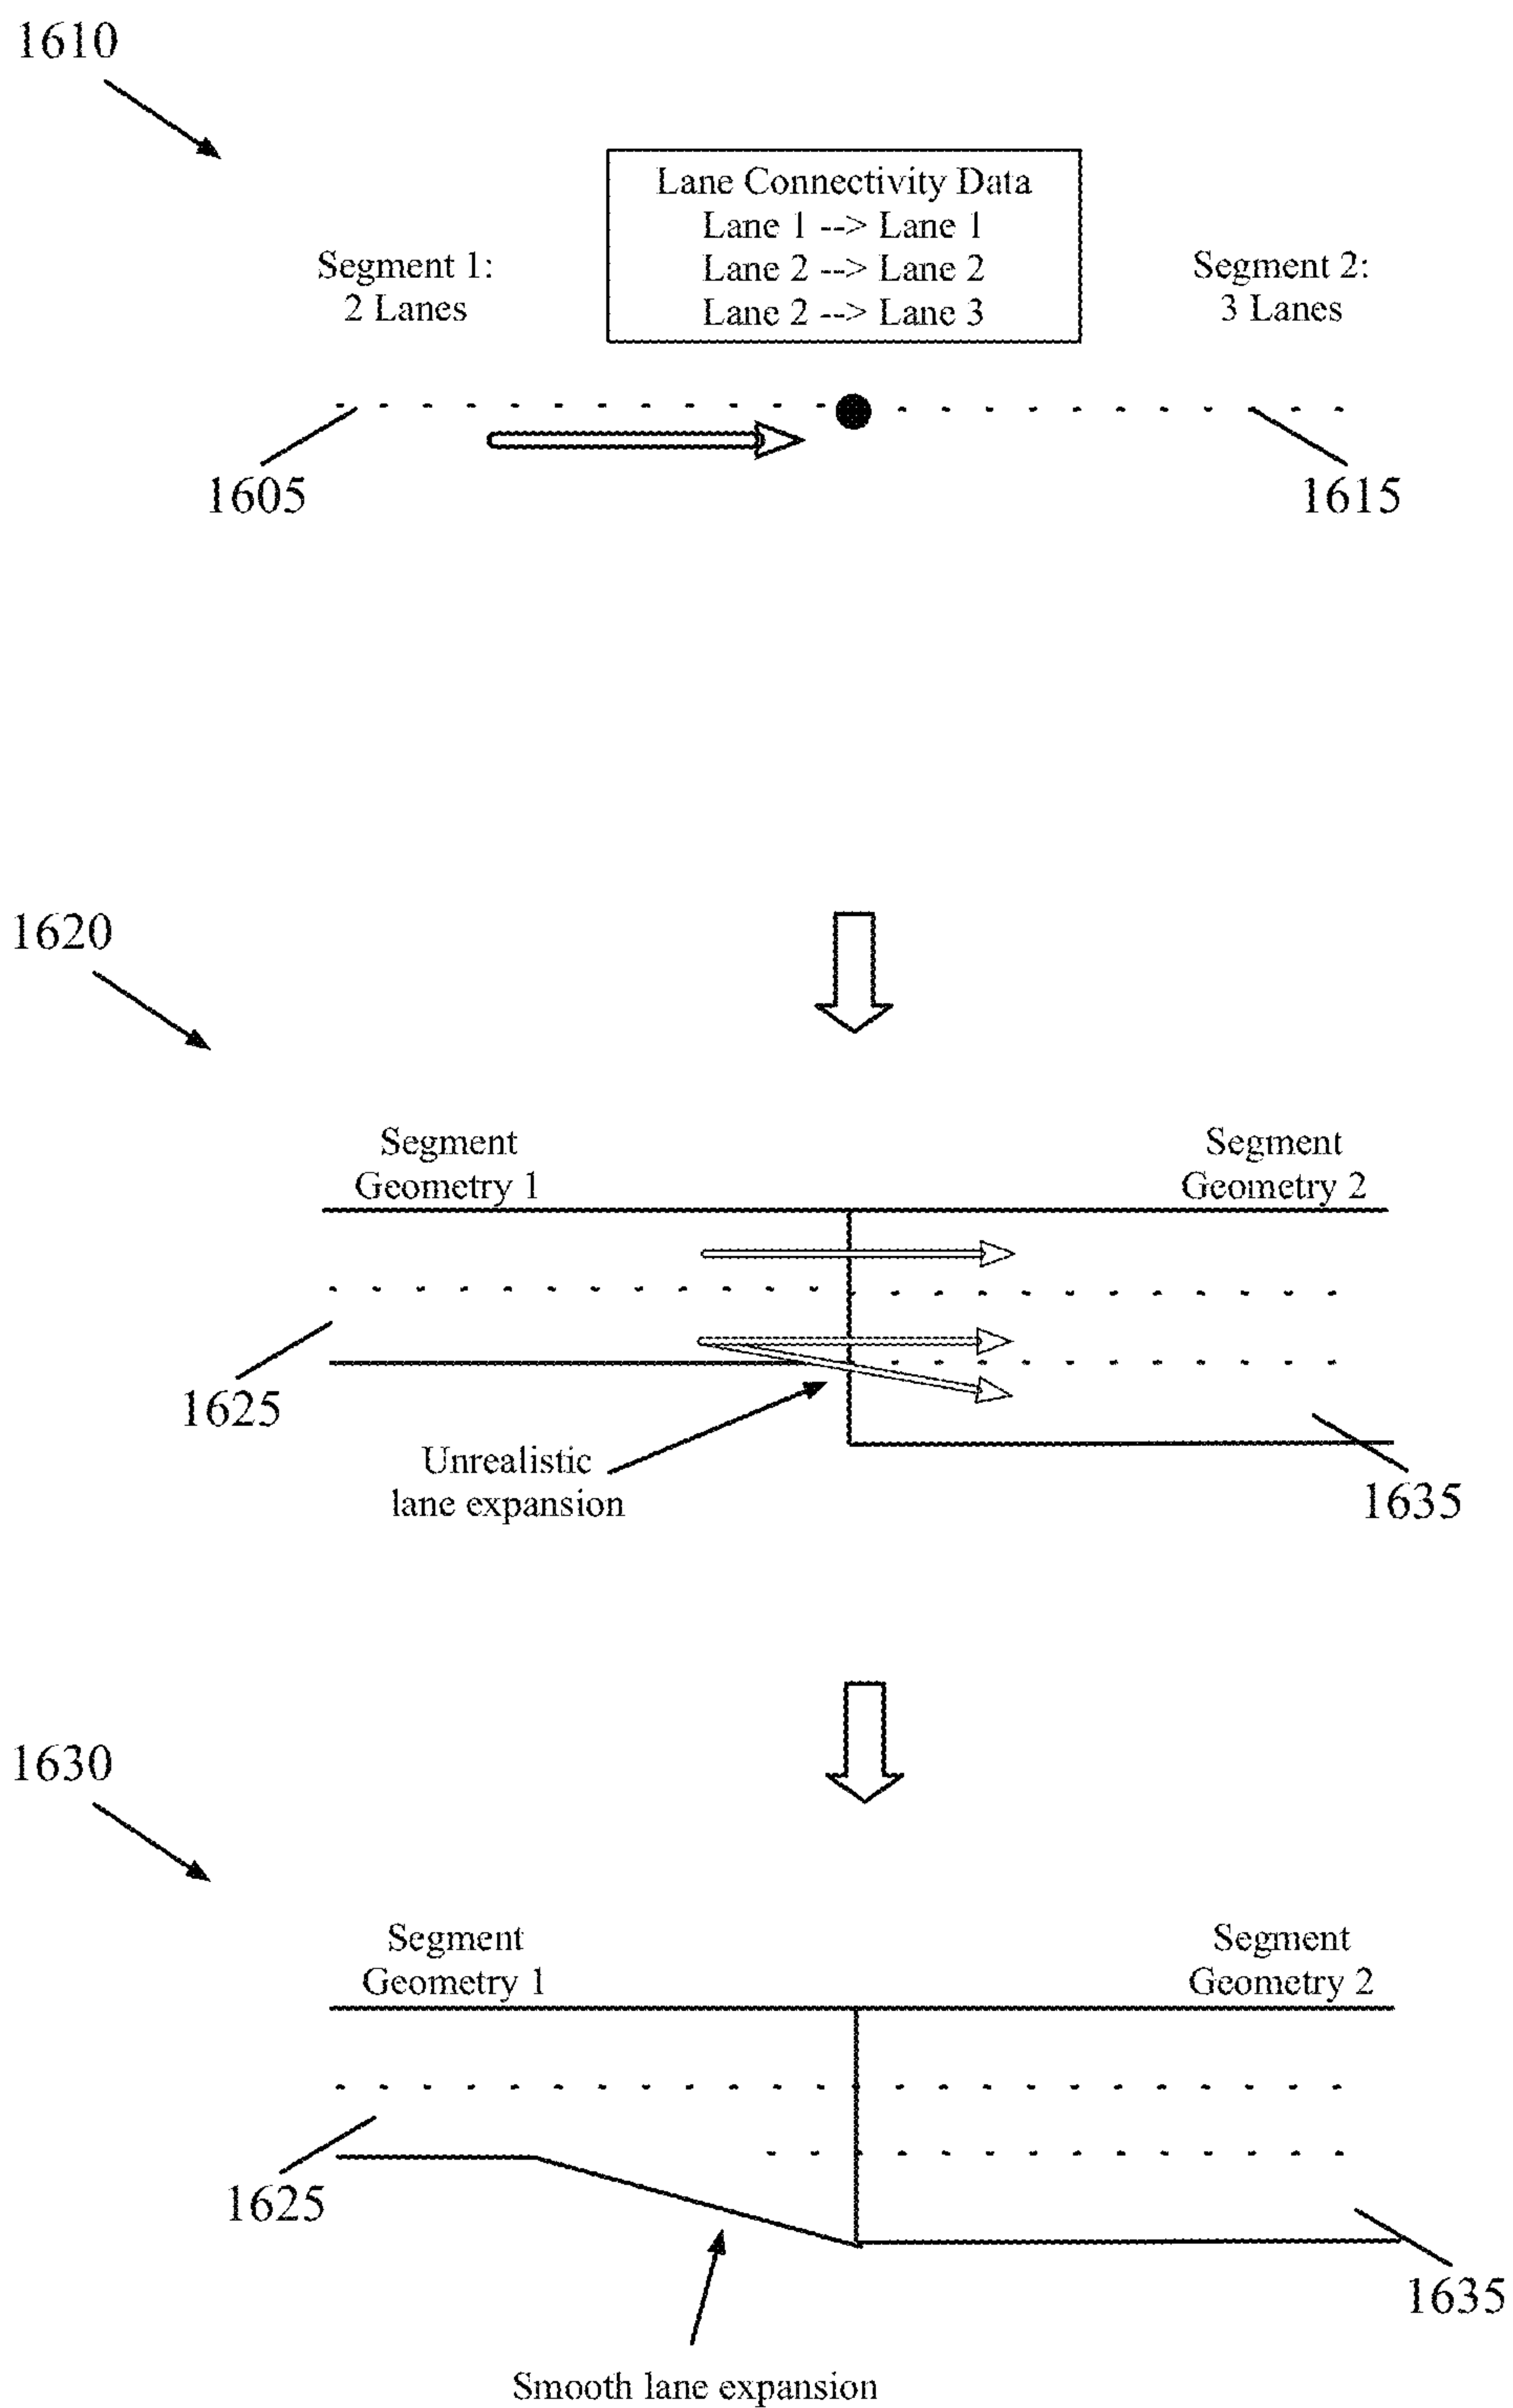 1610
Lane Connectivity Data
Lane 1 --> Lane 1
Lane 2 --> Lane 2
Lane 2 --> Lane 3
Segment 1:
2 Lanes
Segment 2:
3 Lanes
1605
1615
1620
Segment
Geometry 1
Segment
Geometry 2
1625
Unrealistic
lane expansion
1635
1630
Segment
Geometry 1
Segment
Geometry 2
1625
1635
Smooth lane expansion